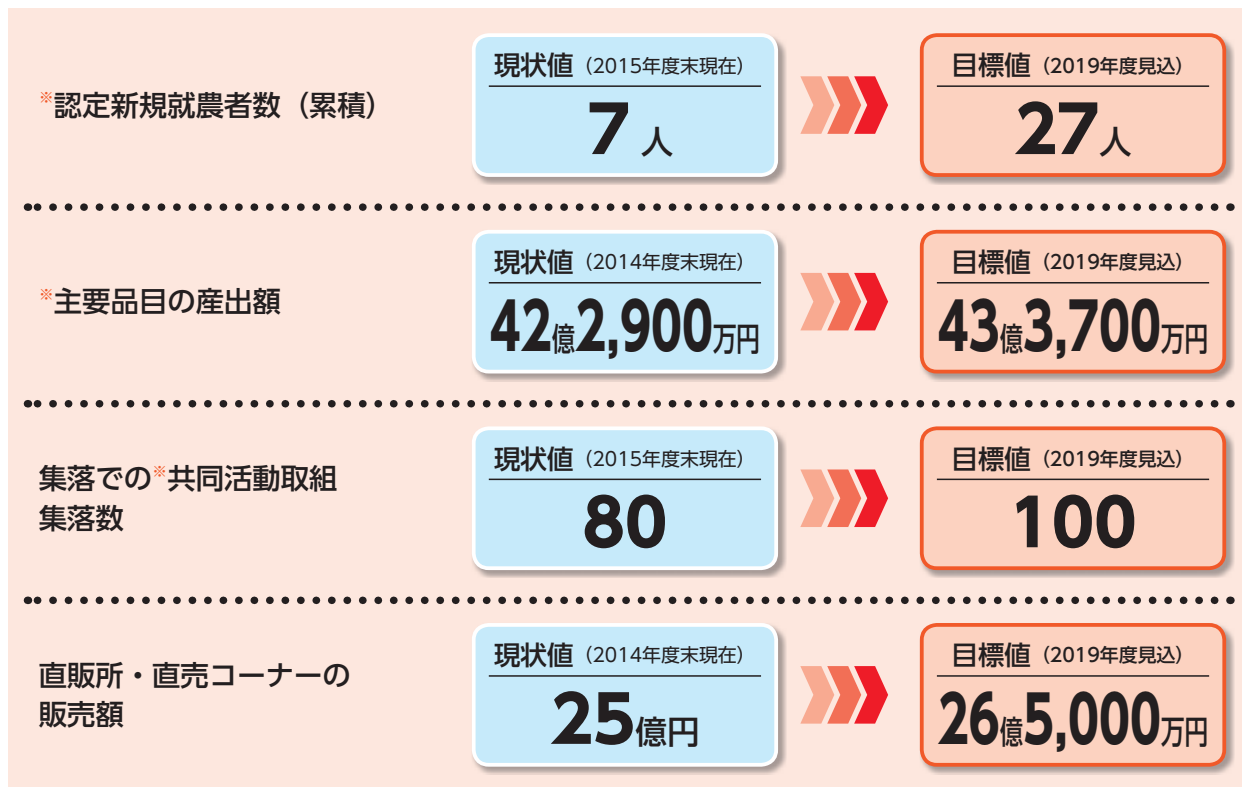 ※認定新規就農者数（累積）
現状値（2015年度末現在）
7人
目標値（2019年度見込）
27人
※主要品目の産出額
現状値（2014年度末現在）
42億2,900万円
目標値（2019年度見込）
43億3,700万円
集落での※共同活動取組
集落数
現状値（2015年度末現在）
80
目標値（2019年度見込）
100
直販所・直売コーナーの
販売額
現状値（2014年度末現在）
25億円
目標値（2019年度見込）
26億5,000万円